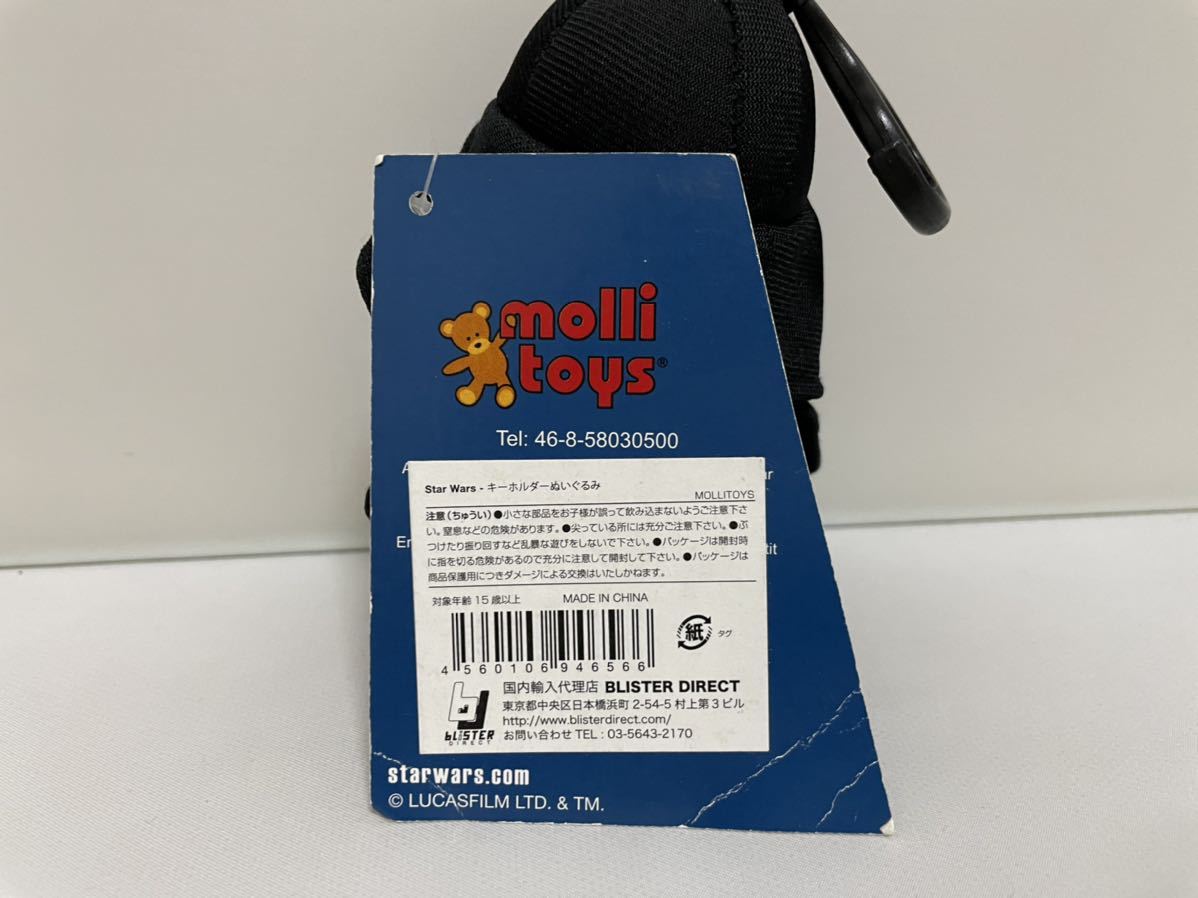 molli
toys®
Tel: 46-8-58030500
Star Wars - キーホルダーぬいぐるみ
MOLLITOYS
注意（ちゅうい）●小さな部品をお子様が誤って飲み込まないようご注意下さ
い。窒息などの危険があります。●尖っている所には充分ご注意下さい。●ぶ
つけたり振り回すなど乱暴な遊びをしないで下さい。●パッケージは開封時
に指を切る危険があるので充分に注意して開封して下さい。●パッケージは
商品保護用につきダメージによる交換はいたしかねます。
対象年齢 15歳以上 MADE IN CHINA
紙 タグ
4 560106 946566
国内輸入代理店 BLISTER DIRECT
東京都中央区日本橋浜町 2-54-5 村上第3ビル
http://www.blisterdirect.com/
お問い合わせ TEL : 03-5643-2170
bLiSTER
DIRECT
starwars.com
© LUCASFILM LTD. & TM.